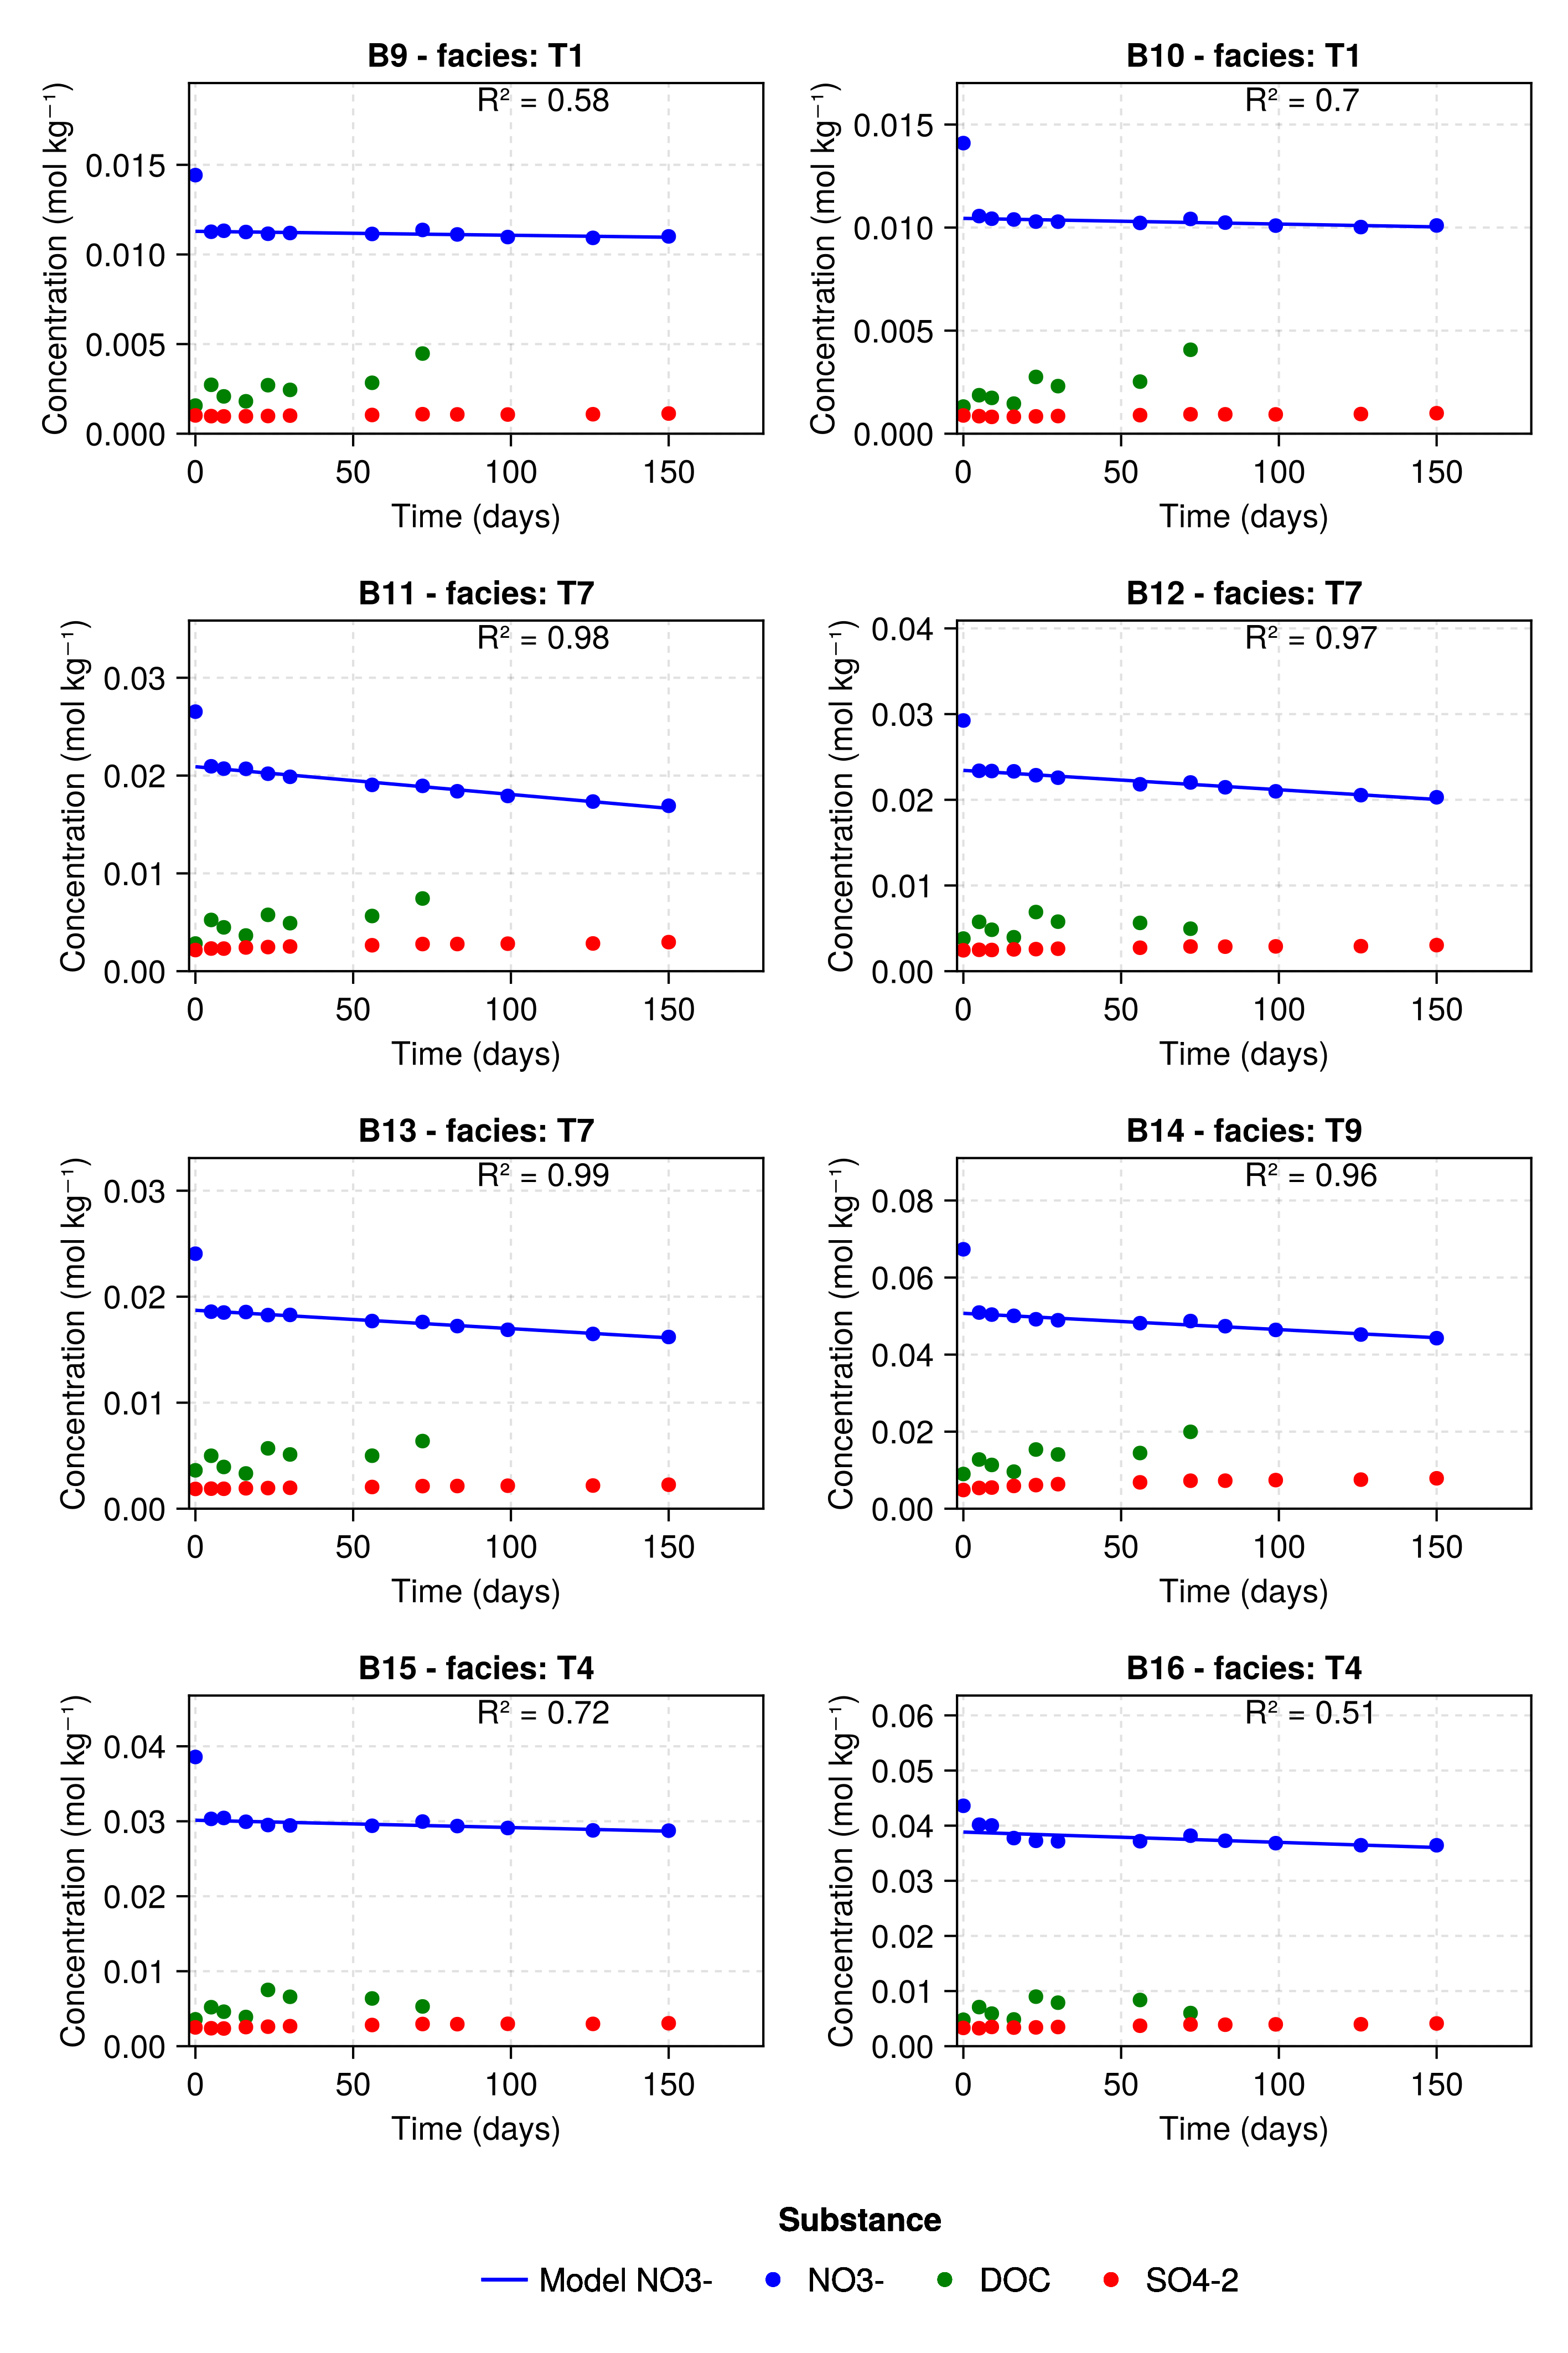 B9 - facies: T1
R² = 0.58
Concentration (mol kg⁻¹)
0.015
0.010
0.005
0.000
0 50 100 150
Time (days)
B10 - facies: T1
R² = 0.7
Concentration (mol kg⁻¹)
0.015
0.010
0.005
0.000
0 50 100 150
Time (days)
B11 - facies: T7
R² = 0.98
Concentration (mol kg⁻¹)
0.03
0.02
0.01
0.00
0 50 100 150
Time (days)
B12 - facies: T7
R² = 0.97
Concentration (mol kg⁻¹)
0.04
0.03
0.02
0.01
0.00
0 50 100 150
Time (days)
B13 - facies: T7
R² = 0.99
Concentration (mol kg⁻¹)
0.03
0.02
0.01
0.00
0 50 100 150
Time (days)
B14 - facies: T9
R² = 0.96
Concentration (mol kg⁻¹)
0.08
0.06
0.04
0.02
0.00
0 50 100 150
Time (days)
B15 - facies: T4
R² = 0.72
Concentration (mol kg⁻¹)
0.04
0.03
0.02
0.01
0.00
0 50 100 150
Time (days)
B16 - facies: T4
R² = 0.51
Concentration (mol kg⁻¹)
0.06
0.05
0.04
0.03
0.02
0.01
0.00
0 50 100 150
Time (days)
Substance
Model NO3- NO3- DOC SO4-2